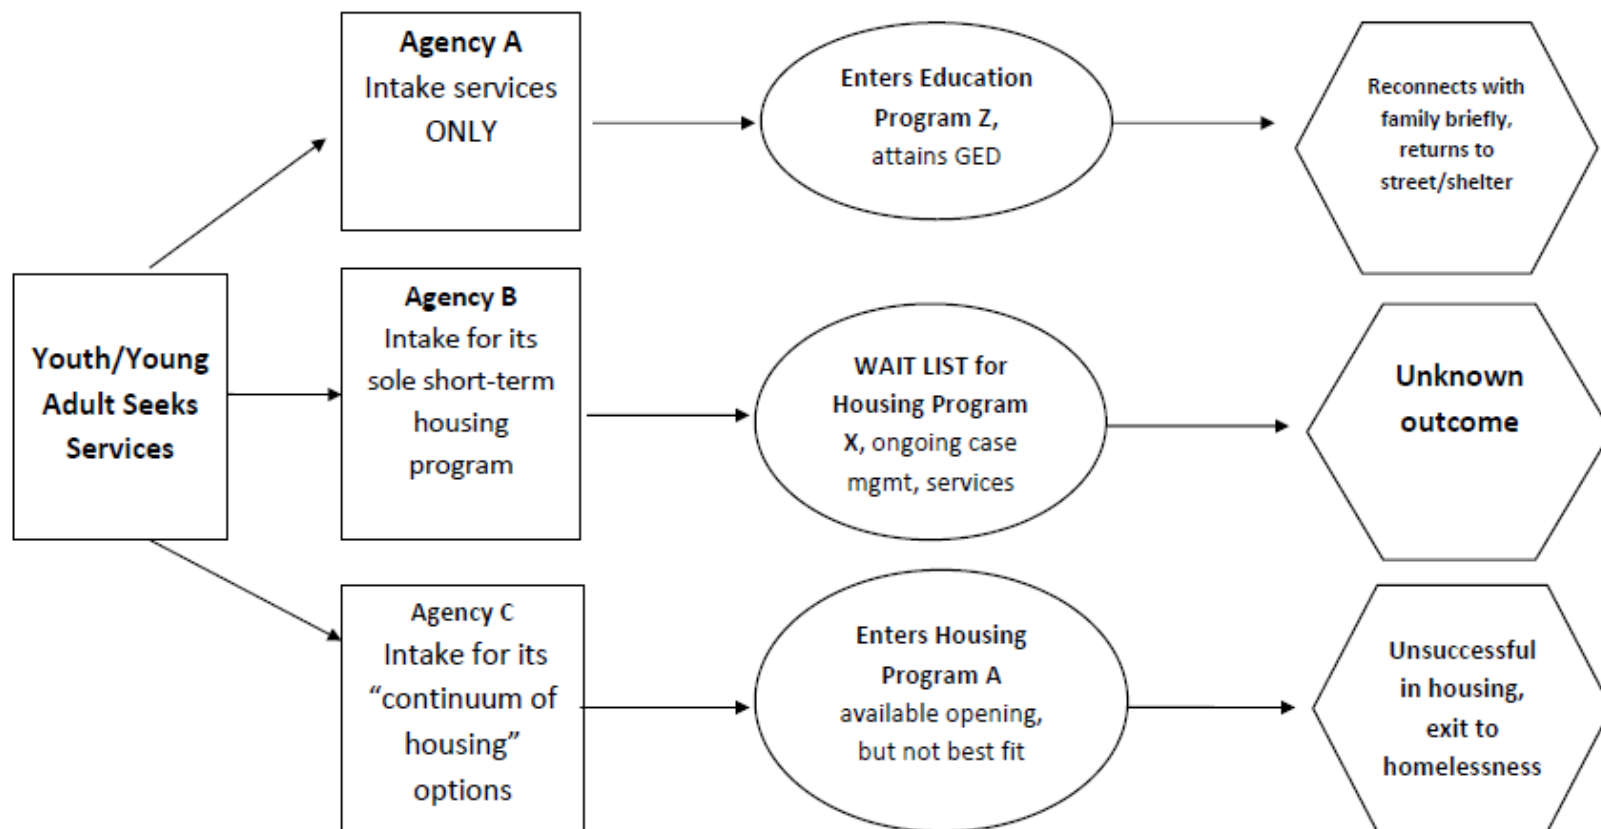 Youth/Young
Adult Seeks
Services
Agency A
Intake services
ONLY
Enters Education
Program Z,
attains GED
Reconnects with
family briefly,
returns to
street/shelter
Agency B
Intake for its
sole short-term
housing
program
WAIT LIST for
Housing Program
X, ongoing case
mgmt, services
Unknown
outcome
Agency C
Intake for its
“continuum of
housing”
options
Enters Housing
Program A
available opening,
but not best fit
Unsuccessful
in housing,
exit to
homelessness